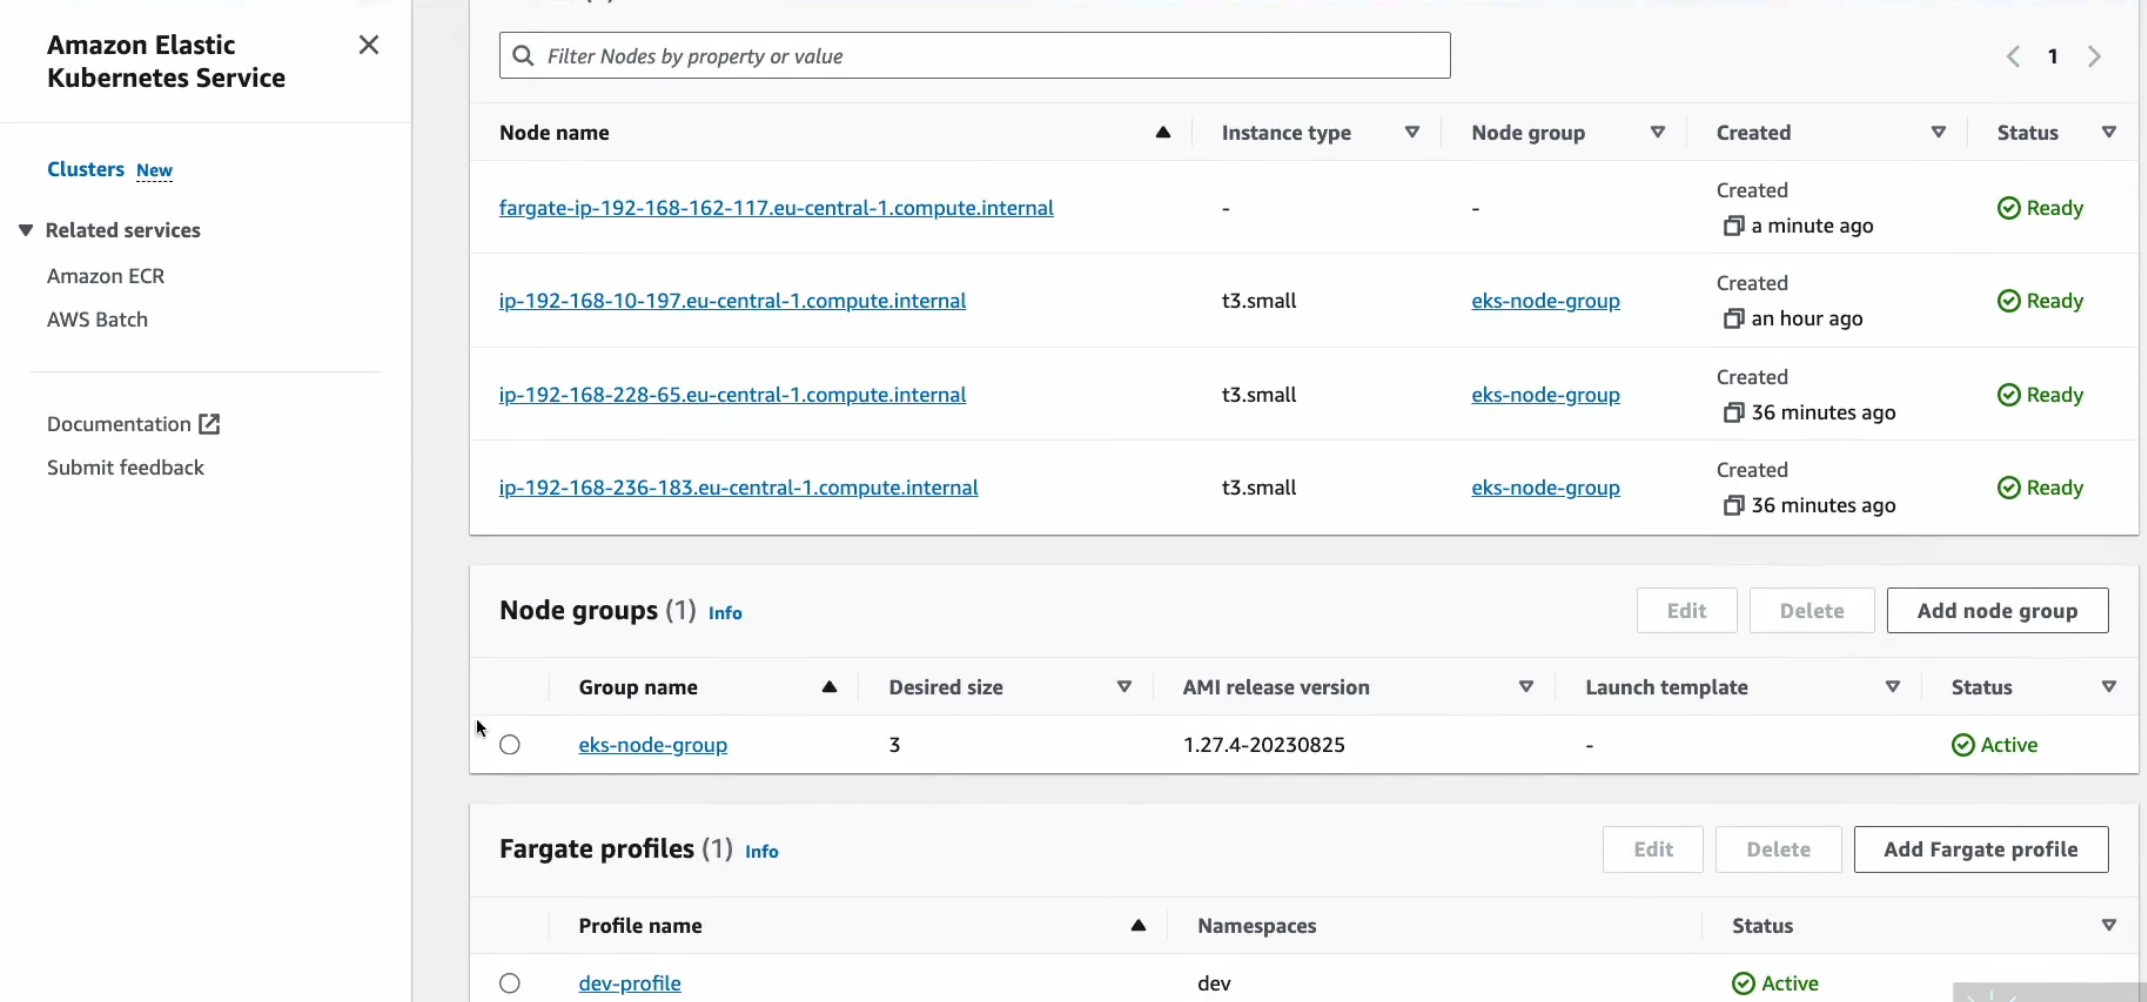 Amazon Elastic
Kubernetes Service
Clusters New
Related services
Amazon ECR
AWS Batch
Documentation
Submit feedback
Filter Nodes by property or value
1
Node name Instance type Node group Created Status
fargate-ip-192-168-162-117.eu-central-1.compute.internal - - Created a minute ago Ready
ip-192-168-10-197.eu-central-1.compute.internal t3.small eks-node-group Created an hour ago Ready
ip-192-168-228-65.eu-central-1.compute.internal t3.small eks-node-group Created 36 minutes ago Ready
ip-192-168-236-183.eu-central-1.compute.internal t3.small eks-node-group Created 36 minutes ago Ready
Node groups (1) Info Edit Delete Add node group
Group name Desired size AMI release version Launch template Status
eks-node-group 3 1.27.4-20230825 - Active
Fargate profiles (1) Info Edit Delete Add Fargate profile
Profile name Namespaces Status
dev-profile dev Active